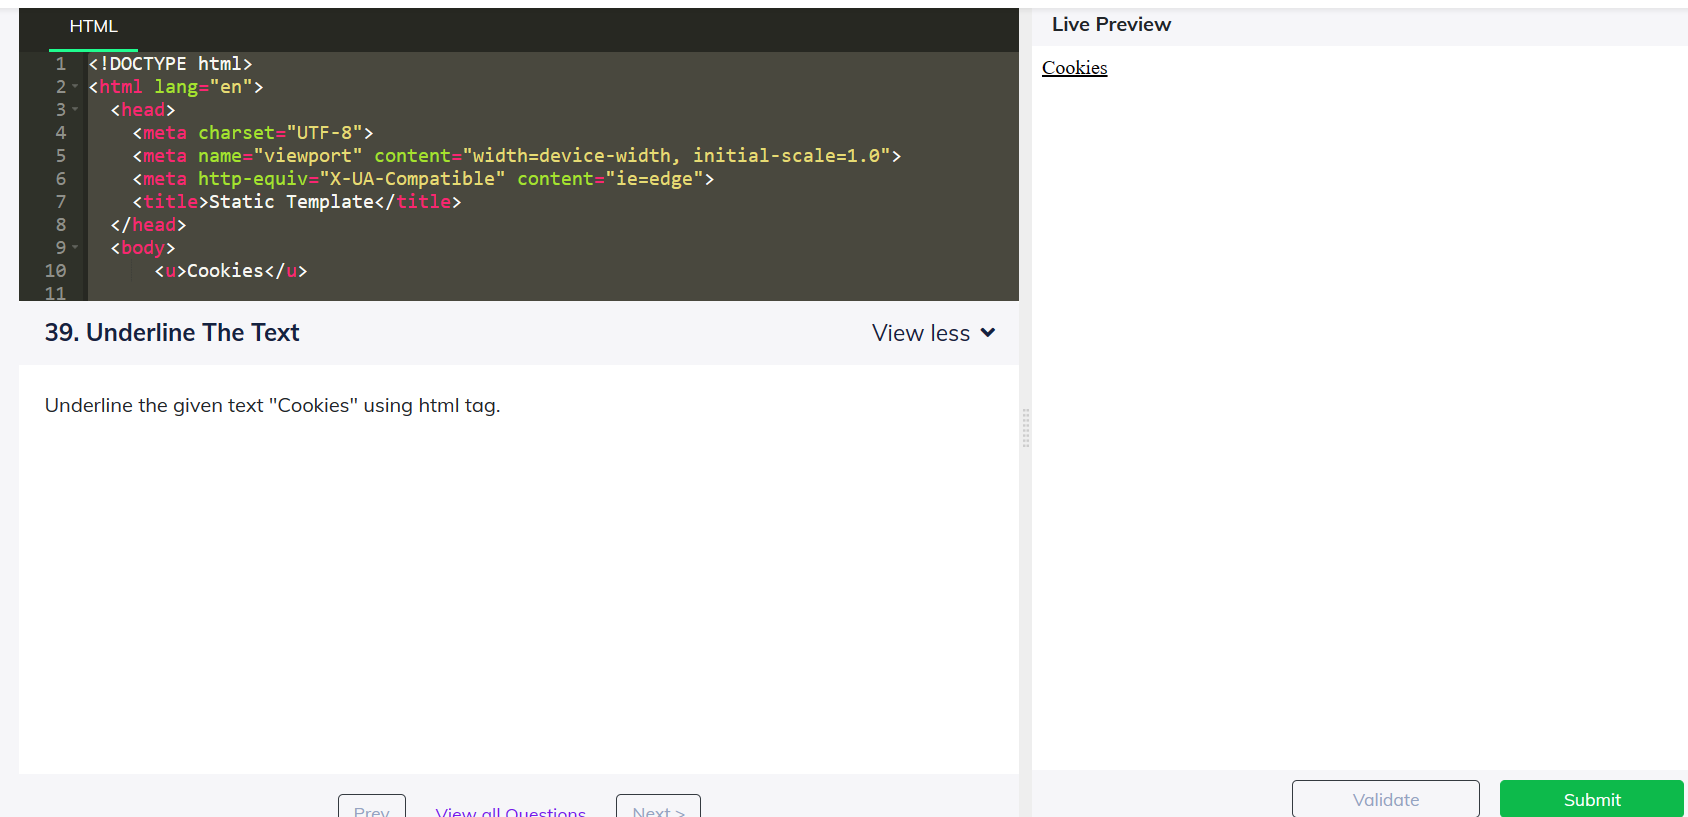 HTML
Live Preview
1 <!DOCTYPE html>
2 <html lang="en">
3 <head>
4 <meta charset="UTF-8">
5 <meta name="viewport" content="width=device-width, initial-scale=1.0">
6 <meta http-equiv="X-UA-Compatible" content="ie=edge">
7 <title>Static Template</title>
8 </head>
9 <body>
10 <u>Cookies</u>
11
Cookies
39. Underline The Text
View less
Underline the given text "Cookies" using html tag.
Prev
View all Questions
Next >
Validate
Submit